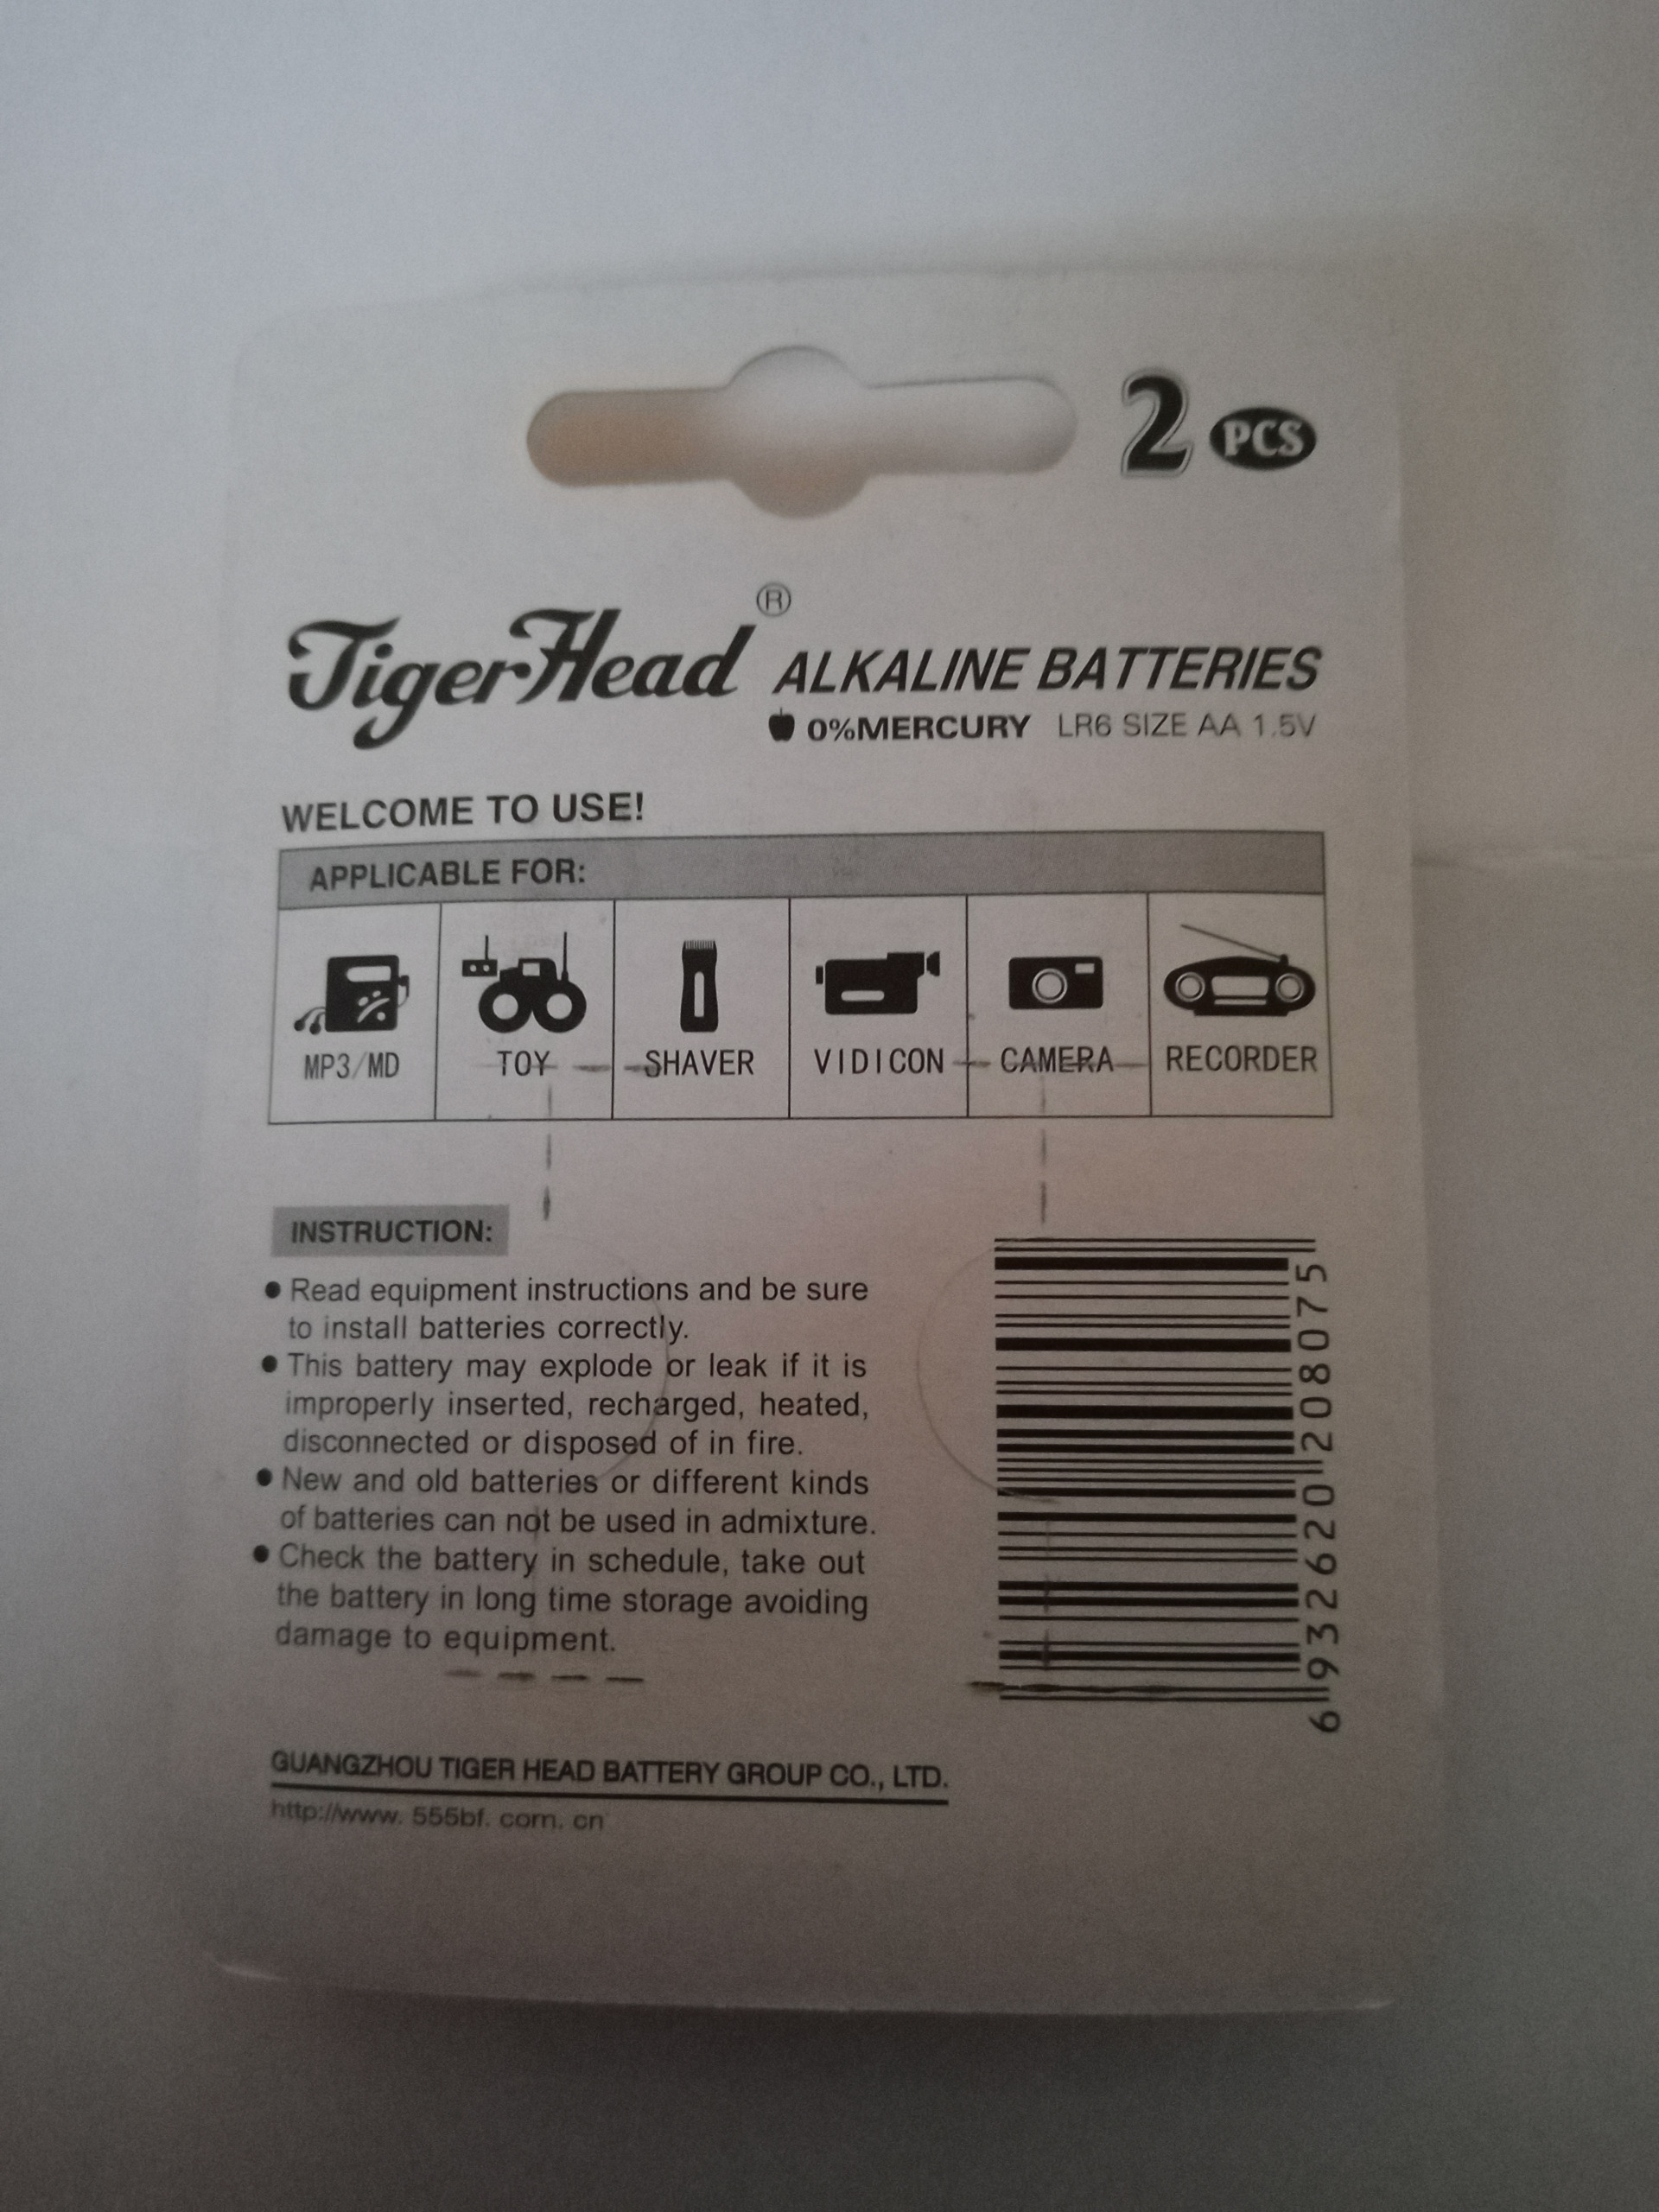 2 PCS
TigerHead ®
ALKALINE BATTERIES
0%MERCURY LR6 SIZE AA 1.5V
WELCOME TO USE!
APPLICABLE FOR:
MP3/MD TOY SHAVER VIDICON CAMERA RECORDER
INSTRUCTION:
● Read equipment instructions and be sure
to install batteries correctly.
● This battery may explode or leak if it is
improperly inserted, recharged, heated,
disconnected or disposed of in fire.
● New and old batteries or different kinds
of batteries can not be used in admixture.
● Check the battery in schedule, take out
the battery in long time storage avoiding
damage to equipment.
6932620208075
GUANGZHOU TIGER HEAD BATTERY GROUP CO., LTD.
http://www. 555bf. com. cn